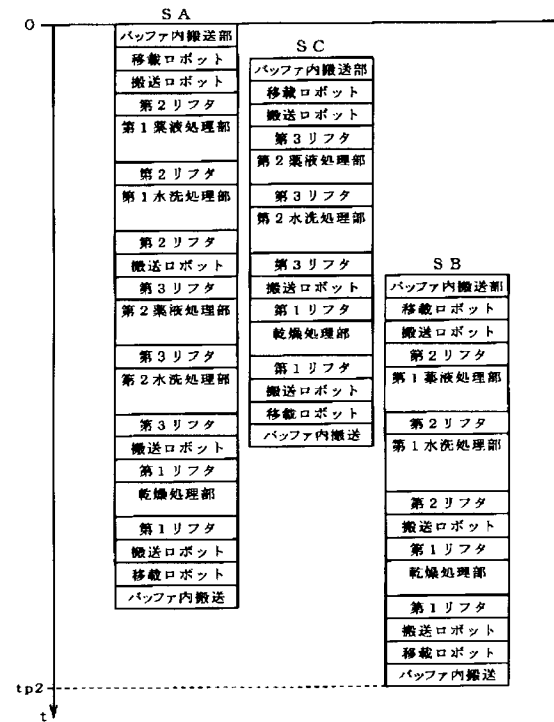 0
SA
バッファ内搬送部
移載ロボット
搬送ロボット
第2リフタ
第1薬液処理部
第2リフタ
第1水洗処理部
第2リフタ
搬送ロボット
第3リフタ
第2薬液処理部
第3リフタ
第2水洗処理部
第3リフタ
搬送ロボット
第1リフタ
乾燥処理部
第1リフタ
搬送ロボット
移載ロボット
バッファ内搬送
SC
バッファ内搬送部
移載ロボット
搬送ロボット
第3リフタ
第2薬液処理部
第3リフタ
第2水洗処理部
第3リフタ
搬送ロボット
第1リフタ
乾燥処理部
第1リフタ
搬送ロボット
移載ロボット
バッファ内搬送
SB
バッファ内搬送部
移載ロボット
搬送ロボット
第2リフタ
第1薬液処理部
第2リフタ
第1水洗処理部
第2リフタ
搬送ロボット
第1リフタ
乾燥処理部
第1リフタ
搬送ロボット
移載ロボット
バッファ内搬送
tp2
t